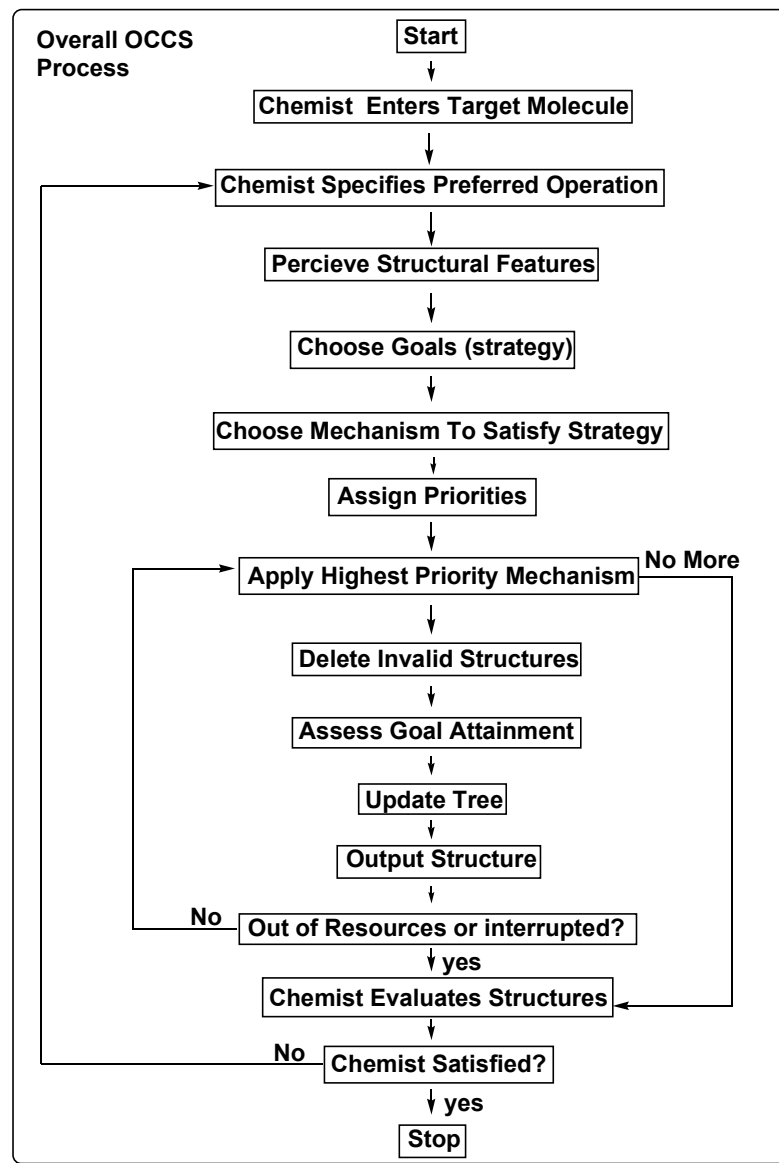 Overall OCCS
Process
Start
Chemist Enters Target Molecule
Chemist Specifies Preferred Operation
Percieve Structural Features
Choose Goals (strategy)
Choose Mechanism To Satisfy Strategy
Assign Priorities
Apply Highest Priority Mechanism
No More
Delete Invalid Structures
Assess Goal Attainment
Update Tree
Output Structure
No
Out of Resources or interrupted?
yes
Chemist Evaluates Structures
No
Chemist Satisfied?
yes
Stop